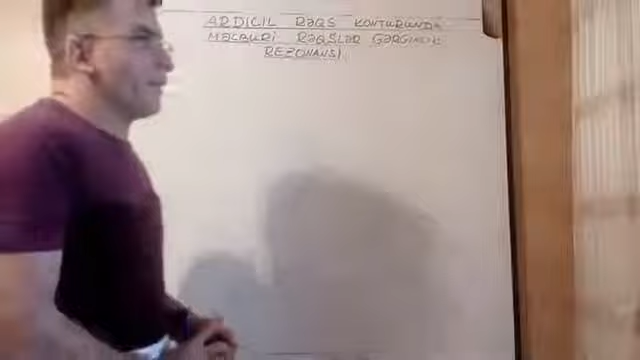 ARDICIL RƏQS KONTURUNDA
MƏCBURİ RƏQSLƏR GƏRGİNLİK
REZONANSI.